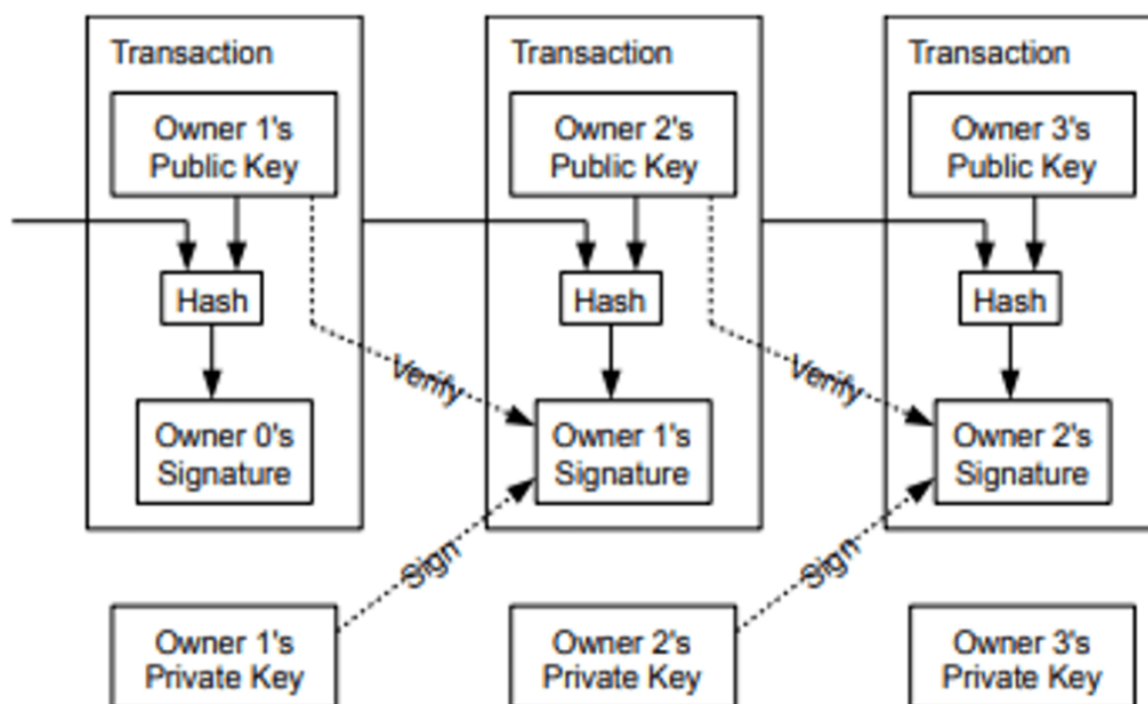 Transaction
Transaction
Transaction
Owner 1's
Public Key
Owner 2's
Public Key
Owner 3's
Public Key
Hash
Hash
Hash
Verify
Verify
Owner 0's
Signature
Owner 1's
Signature
Owner 2's
Signature
Sign
Sign
Owner 1's
Private Key
Owner 2's
Private Key
Owner 3's
Private Key